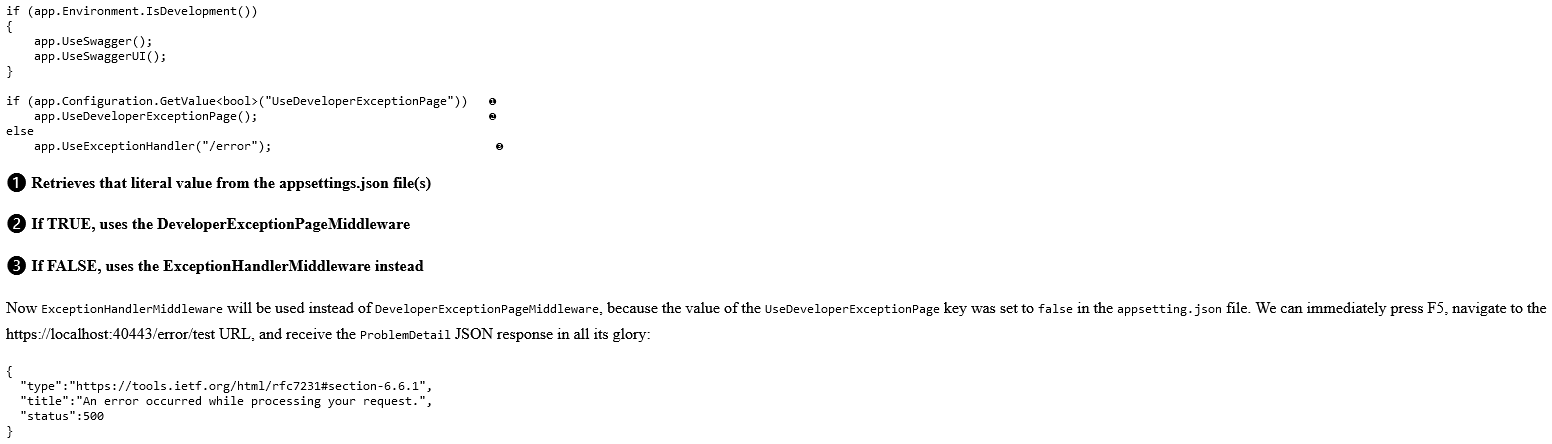 if (app.Environment.IsDevelopment())
{
    app.UseSwagger();
    app.UseSwaggerUI();
}
if (app.Configuration.GetValue<bool>("UseDeveloperExceptionPage"))   ❶
    app.UseDeveloperExceptionPage();   ❷
else
    app.UseExceptionHandler("/error");   ❸
❶ Retrieves that literal value from the appsettings.json file(s)
❷ If TRUE, uses the DeveloperExceptionPageMiddleware
❸ If FALSE, uses the ExceptionHandlerMiddleware instead
Now ExceptionHandlerMiddleware will be used instead of DeveloperExceptionPageMiddleware, because the value of the UseDeveloperExceptionPage key was set to false in the appsetting.json file. We can immediately press F5, navigate to the
https://localhost:40443/error/test URL, and receive the ProblemDetail JSON response in all its glory:
{
  "type":"https://tools.ietf.org/html/rfc7231#section-6.6.1",
  "title":"An error occurred while processing your request.",
  "status":500
}